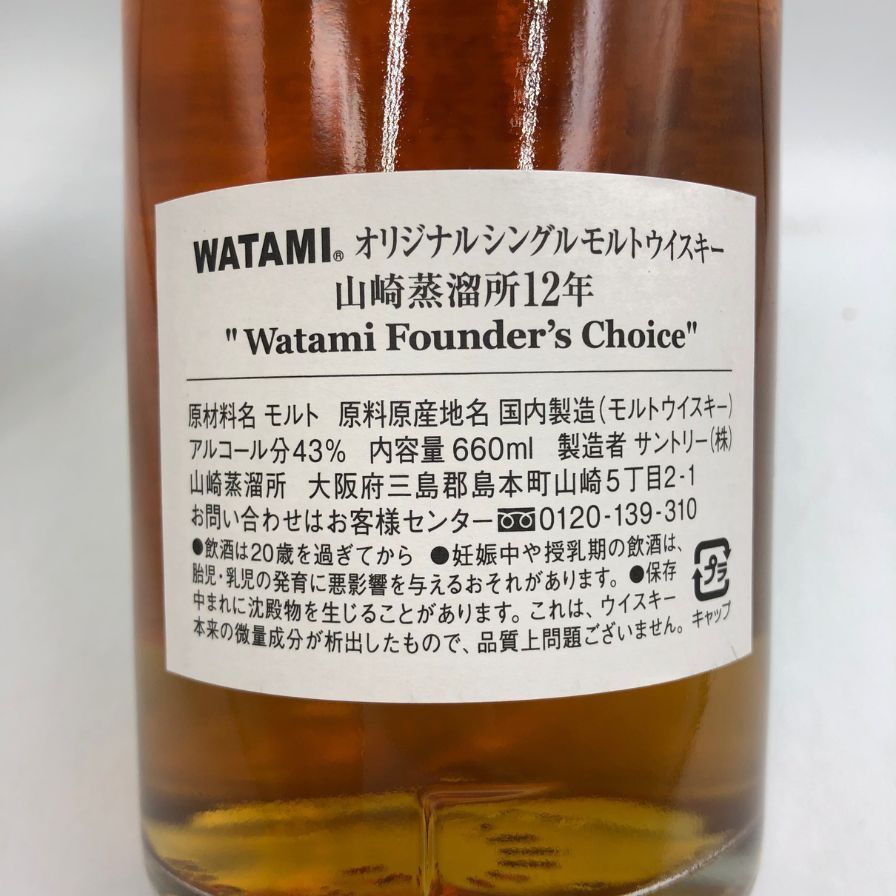 WATAMI® オリジナルシングルモルトウイスキー
山崎蒸溜所12年
"Watami Founder's Choice"
原材料名 モルト 原料原産地名 国内製造(モルトウイスキー)
アルコール分43% 内容量 660ml 製造者 サントリー(株)
山崎蒸溜所 大阪府三島郡島本町山崎5丁目2-1
お問い合わせはお客様センター 0120-139-310
●飲酒は20歳を過ぎてから ●妊娠中や授乳期の飲酒は、
胎児・乳児の発育に悪影響を与えるおそれがあります。●保存
中まれに沈殿物を生じることがあります。これは、ウイスキー
本来の微量成分が析出したもので、品質上問題ございません。
プラ
キャップ